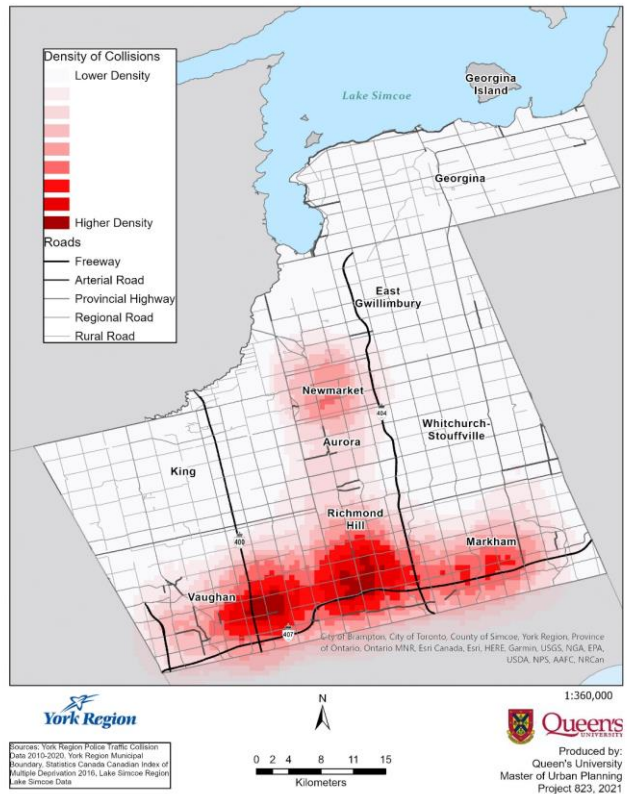 Density of Collisions
Lower Density
Higher Density
Roads
Freeway
Arterial Road
Provincial Highway
Regional Road
Rural Road
Georgina
Island
Lake Simcoe
Georgina
East
Gwillimbury
Newmarket
404
Whitchurch-
Stouffville
Aurora
King
Richmond
Hill
400
Markham
Vaughan
407
City of Brampton, City of Toronto, County of Simcoe, York Region, Province
of Ontario, Ontario MNR, Esri Canada, Esri, HERE, Garmin, USGS, NGA, EPA,
USDA, NPS, AAFC, NRCan
York Region
N
1:360,000
Queen's
UNIVERSITY
Sources: York Region Police Traffic Collision
Data 2010-2020, York Region Municipal
Boundary, Statistics Canada Canadian Index of
Multiple Deprivation 2016, Lake Simcoe Region
Lake Simcoe Data
0 2 4 8 11 15
Kilometers
Produced by:
Queen's University
Master of Urban Planning
Project 823, 2021